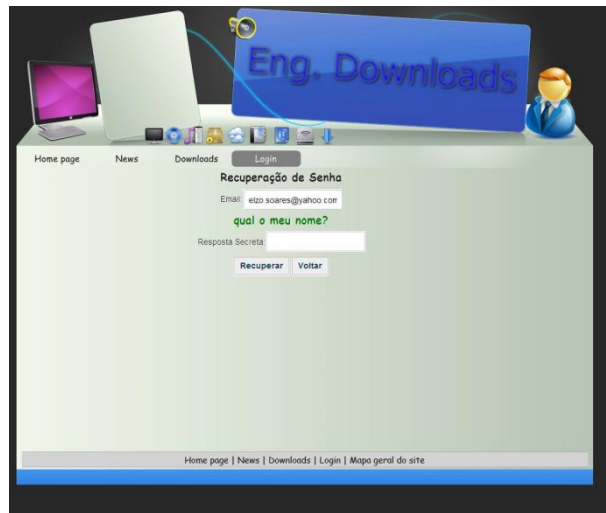 Eng. Downloads
Home page News Downloads Login
Recuperação de Senha
Email: elzo.soares@yahoo.com
qual o meu nome?
Resposta Secreta:
Recuperar Voltar
Home page | News | Downloads | Login | Mapa geral do site